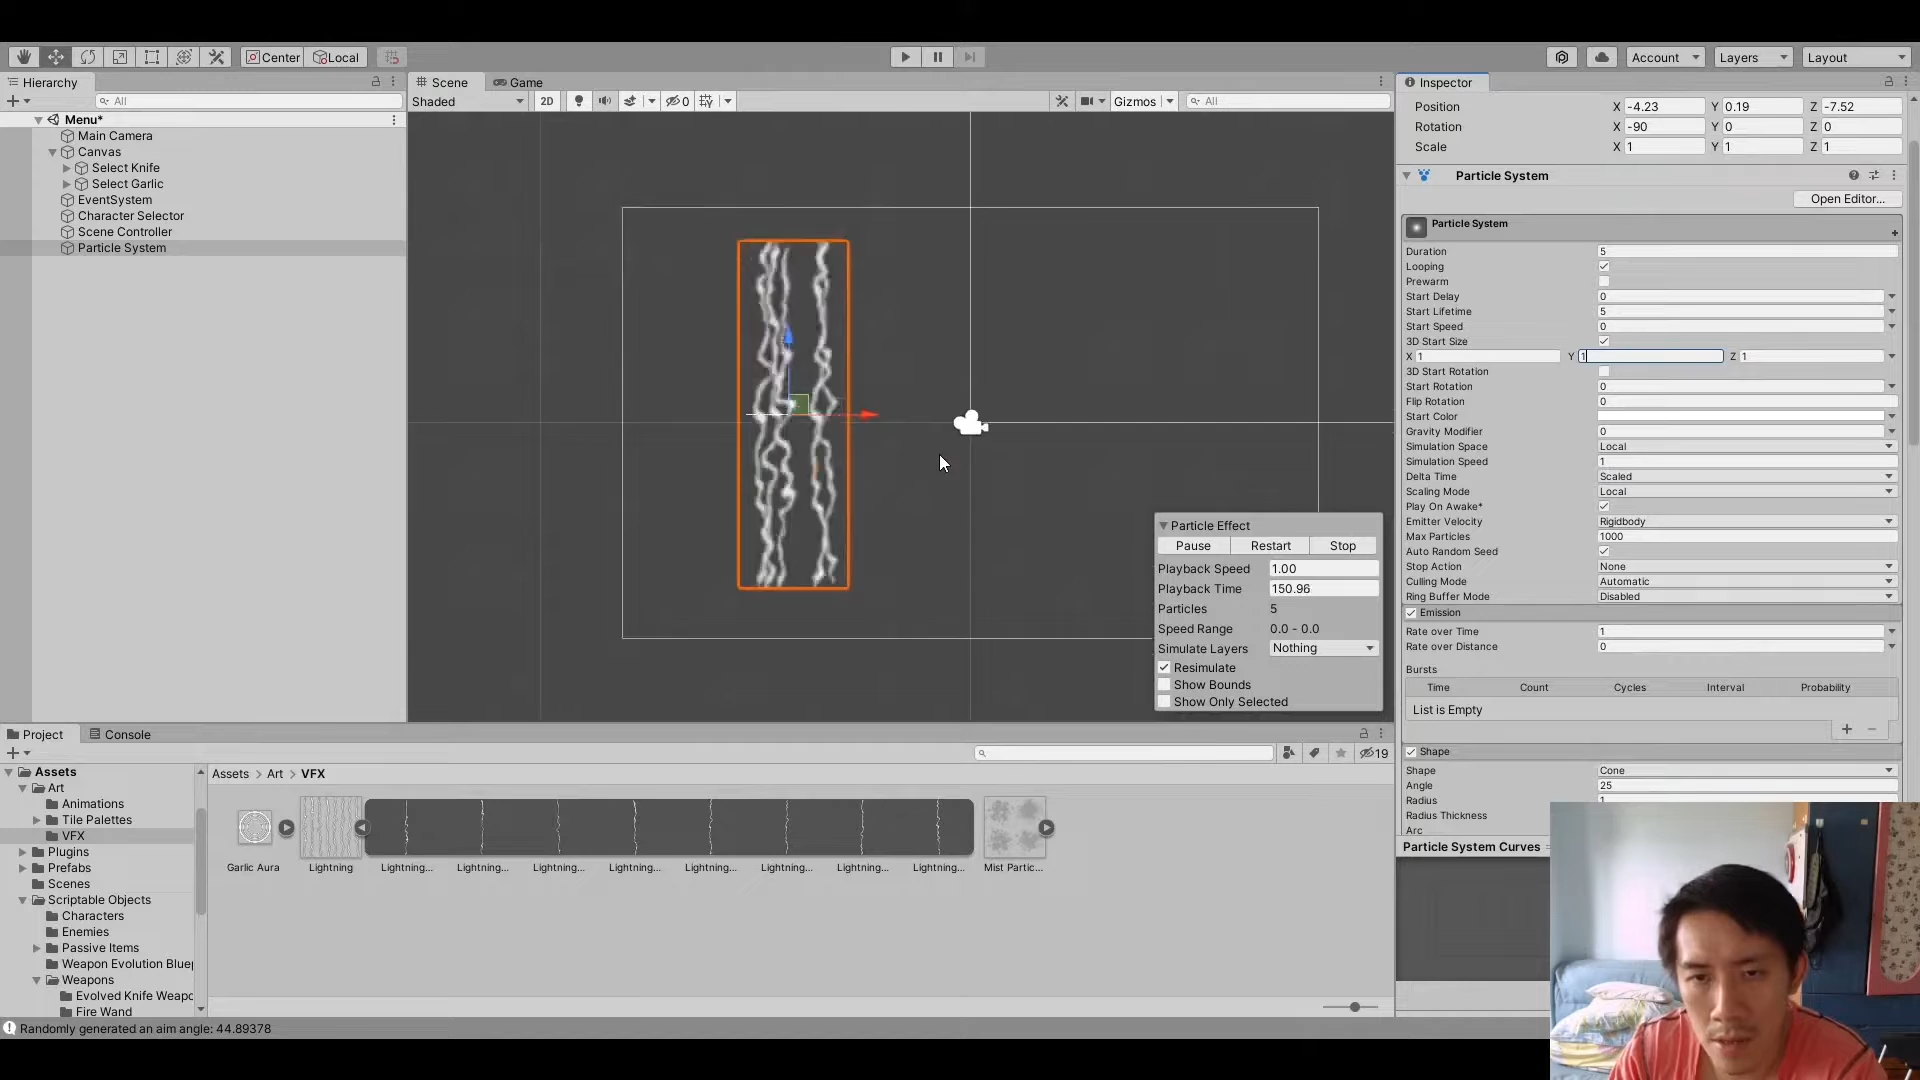 Center
Local
Account
Layers
Layout
Hierarchy
All
Scene
Game
Shaded
2D
0
Gizmos
All
Inspector
Menu*
Main Camera
Canvas
Select Knife
Select Garlic
EventSystem
Character Selector
Scene Controller
Particle System
Position X -4.23 Y 0.19 Z -7.52
Rotation X -90 Y 0 Z 0
Scale X 1 Y 1 Z 1
Particle System
Open Editor...
Particle System
Duration 5
Looping
Prewarm
Start Delay 0
Start Lifetime 5
Start Speed 0
3D Start Size
X 1 Y 1 Z 1
3D Start Rotation
Start Rotation 0
Flip Rotation 0
Start Color
Gravity Modifier 0
Simulation Space Local
Simulation Speed 1
Delta Time Scaled
Scaling Mode Local
Play On Awake*
Emitter Velocity Rigidbody
Max Particles 1000
Auto Random Seed
Stop Action None
Culling Mode Automatic
Ring Buffer Mode Disabled
Emission
Rate over Time 1
Rate over Distance 0
Bursts
Time Count Cycles Interval Probability
List is Empty
Shape
Shape Cone
Angle 25
Radius 1
Radius Thickness
Arc
Particle System Curves
Particle Effect
Pause Restart Stop
Playback Speed 1.00
Playback Time 150.96
Particles 5
Speed Range 0.0 - 0.0
Simulate Layers Nothing
Resimulate
Show Bounds
Show Only Selected
Project
Console
19
Assets
Art
Animations
Tile Palettes
VFX
Plugins
Prefabs
Scenes
Scriptable Objects
Characters
Enemies
Passive Items
Weapon Evolution Bluep
Weapons
Evolved Knife Weapo
Fire Wand
Assets > Art > VFX
Garlic Aura
Lightning
Lightning...
Lightning...
Lightning...
Lightning...
Lightning...
Lightning...
Lightning...
Lightning...
Mist Partic...
Randomly generated an aim angle: 44.89378